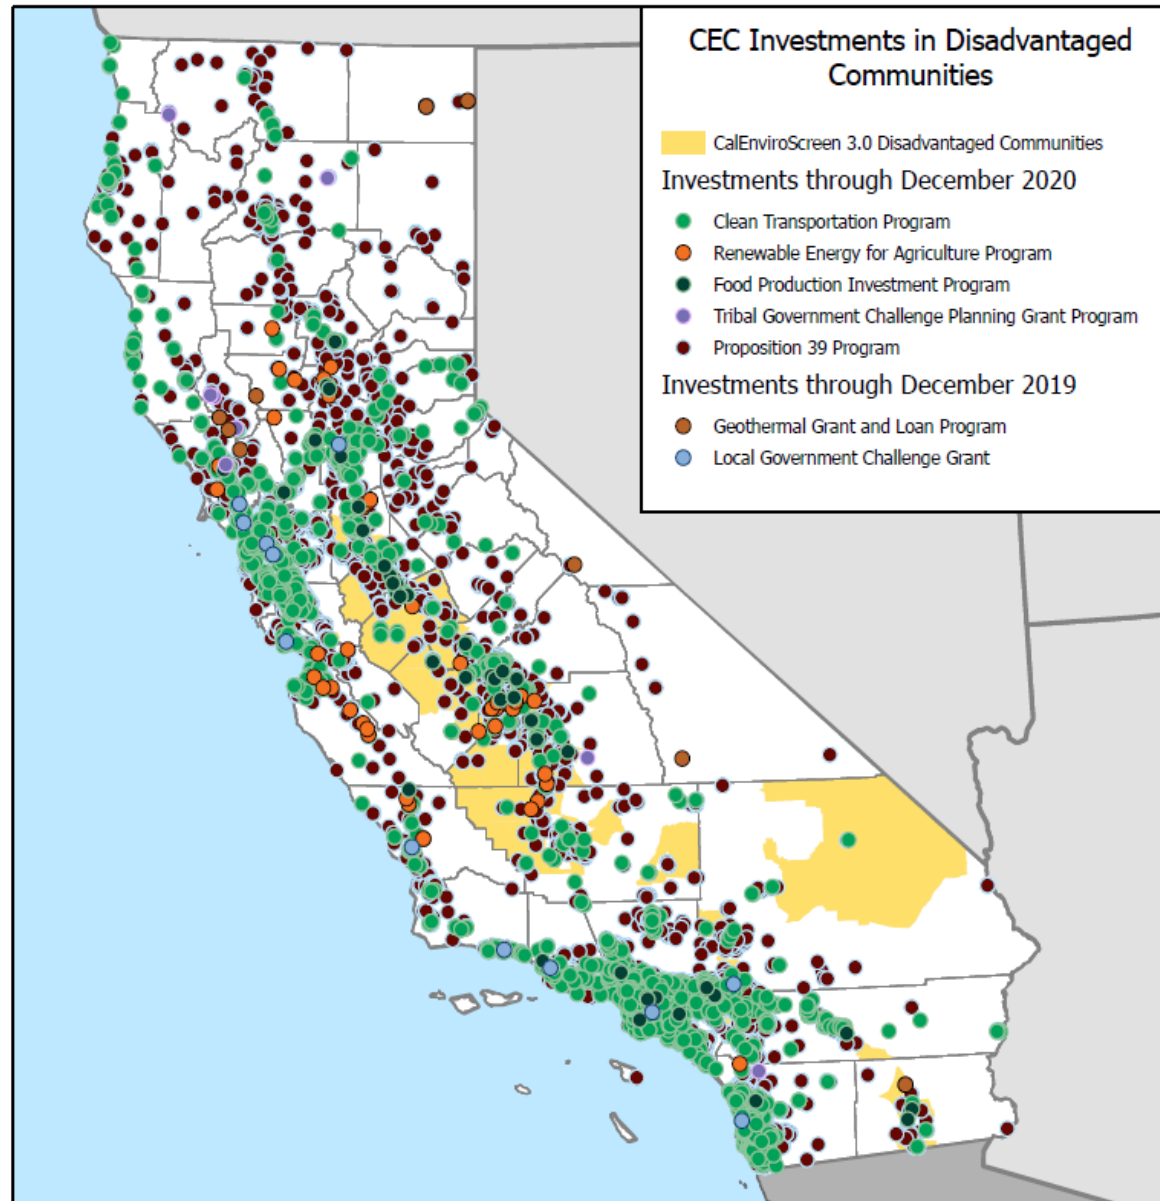 CEC Investments in Disadvantaged
Communities
CalEnviroScreen 3.0 Disadvantaged Communities
Investments through December 2020
Clean Transportation Program
Renewable Energy for Agriculture Program
Food Production Investment Program
Tribal Government Challenge Planning Grant Program
Proposition 39 Program
Investments through December 2019
Geothermal Grant and Loan Program
Local Government Challenge Grant